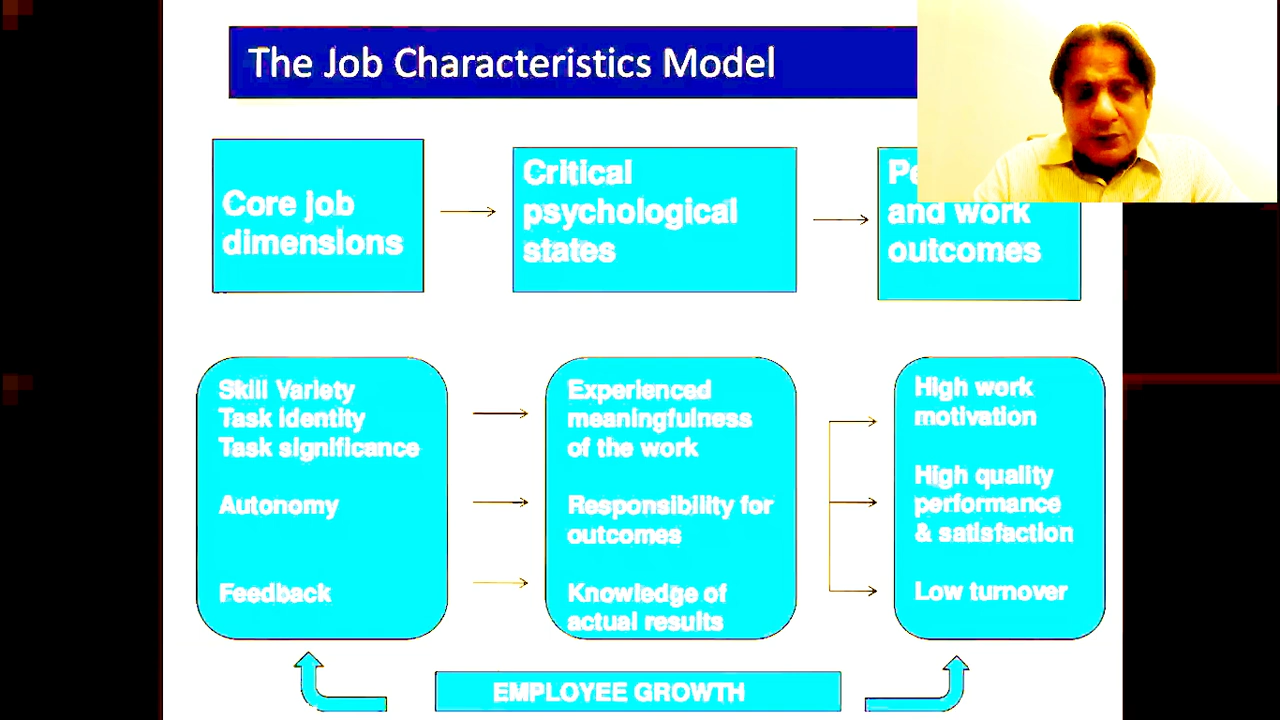 The Job Characteristics Model
Core job
dimensions
Critical
psychological
states
and work
outcomes
Skill Variety
Task identity
Task significance
Autonomy
Feedback
Experienced
meaningfulness
of the work
Responsibility for
outcomes
Knowledge of
actual results
High work
motivation
High quality
performance
& satisfaction
Low turnover
EMPLOYEE GROWTH